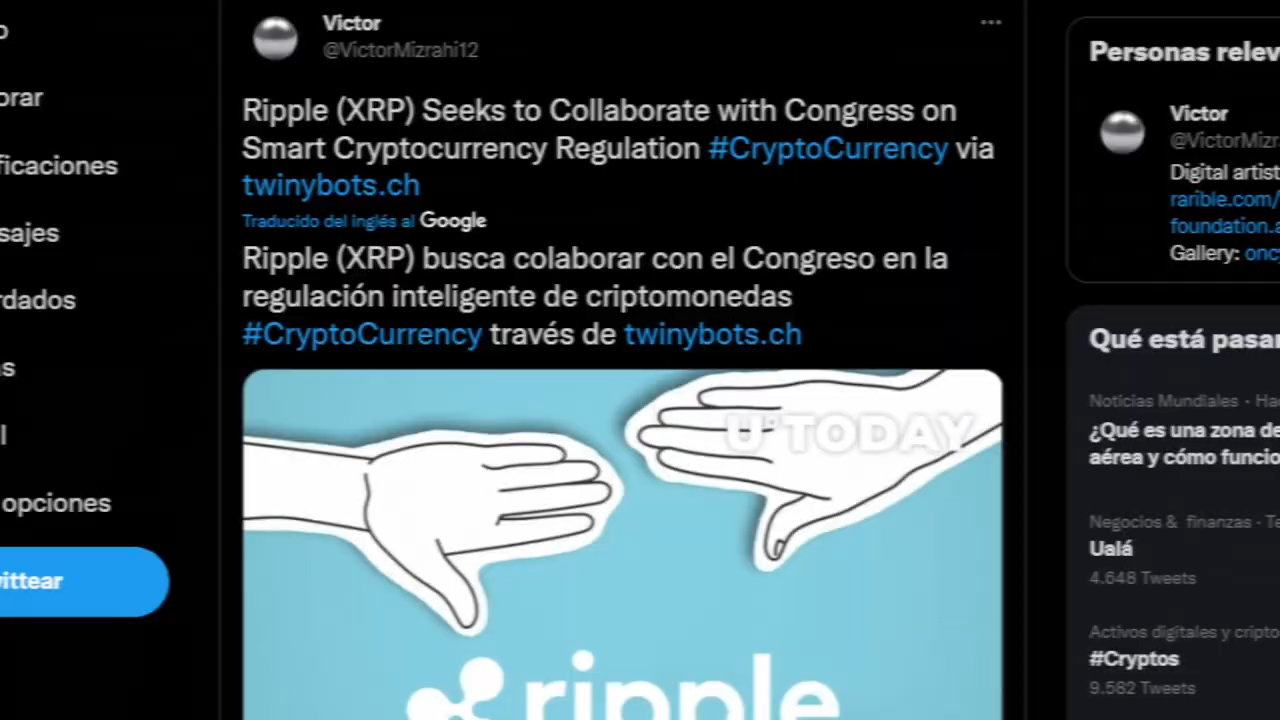 orar
ficaciones
sajes
rdados
s
l
opciones
ittear
Victor
@VictorMizrahi12
Ripple (XRP) Seeks to Collaborate with Congress on
Smart Cryptocurrency Regulation #CryptoCurrency via
twinybots.ch
Traducido del inglés al Google
Ripple (XRP) busca colaborar con el Congreso en la
regulación inteligente de criptomonedas
#CryptoCurrency través de twinybots.ch
U TODAY
ripple
Personas relev
Victor
@VictorMizr
Digital artist
rarible.com/
foundation.a
Gallery: onc
Qué está pasar
Noticias Mundiales · Ha
¿Qué es una zona de
aérea y cómo funcio
Negocios & finanzas · Te
Ualá
4.648 Tweets
Activos digitales y cripto
#Cryptos
9.582 Tweets